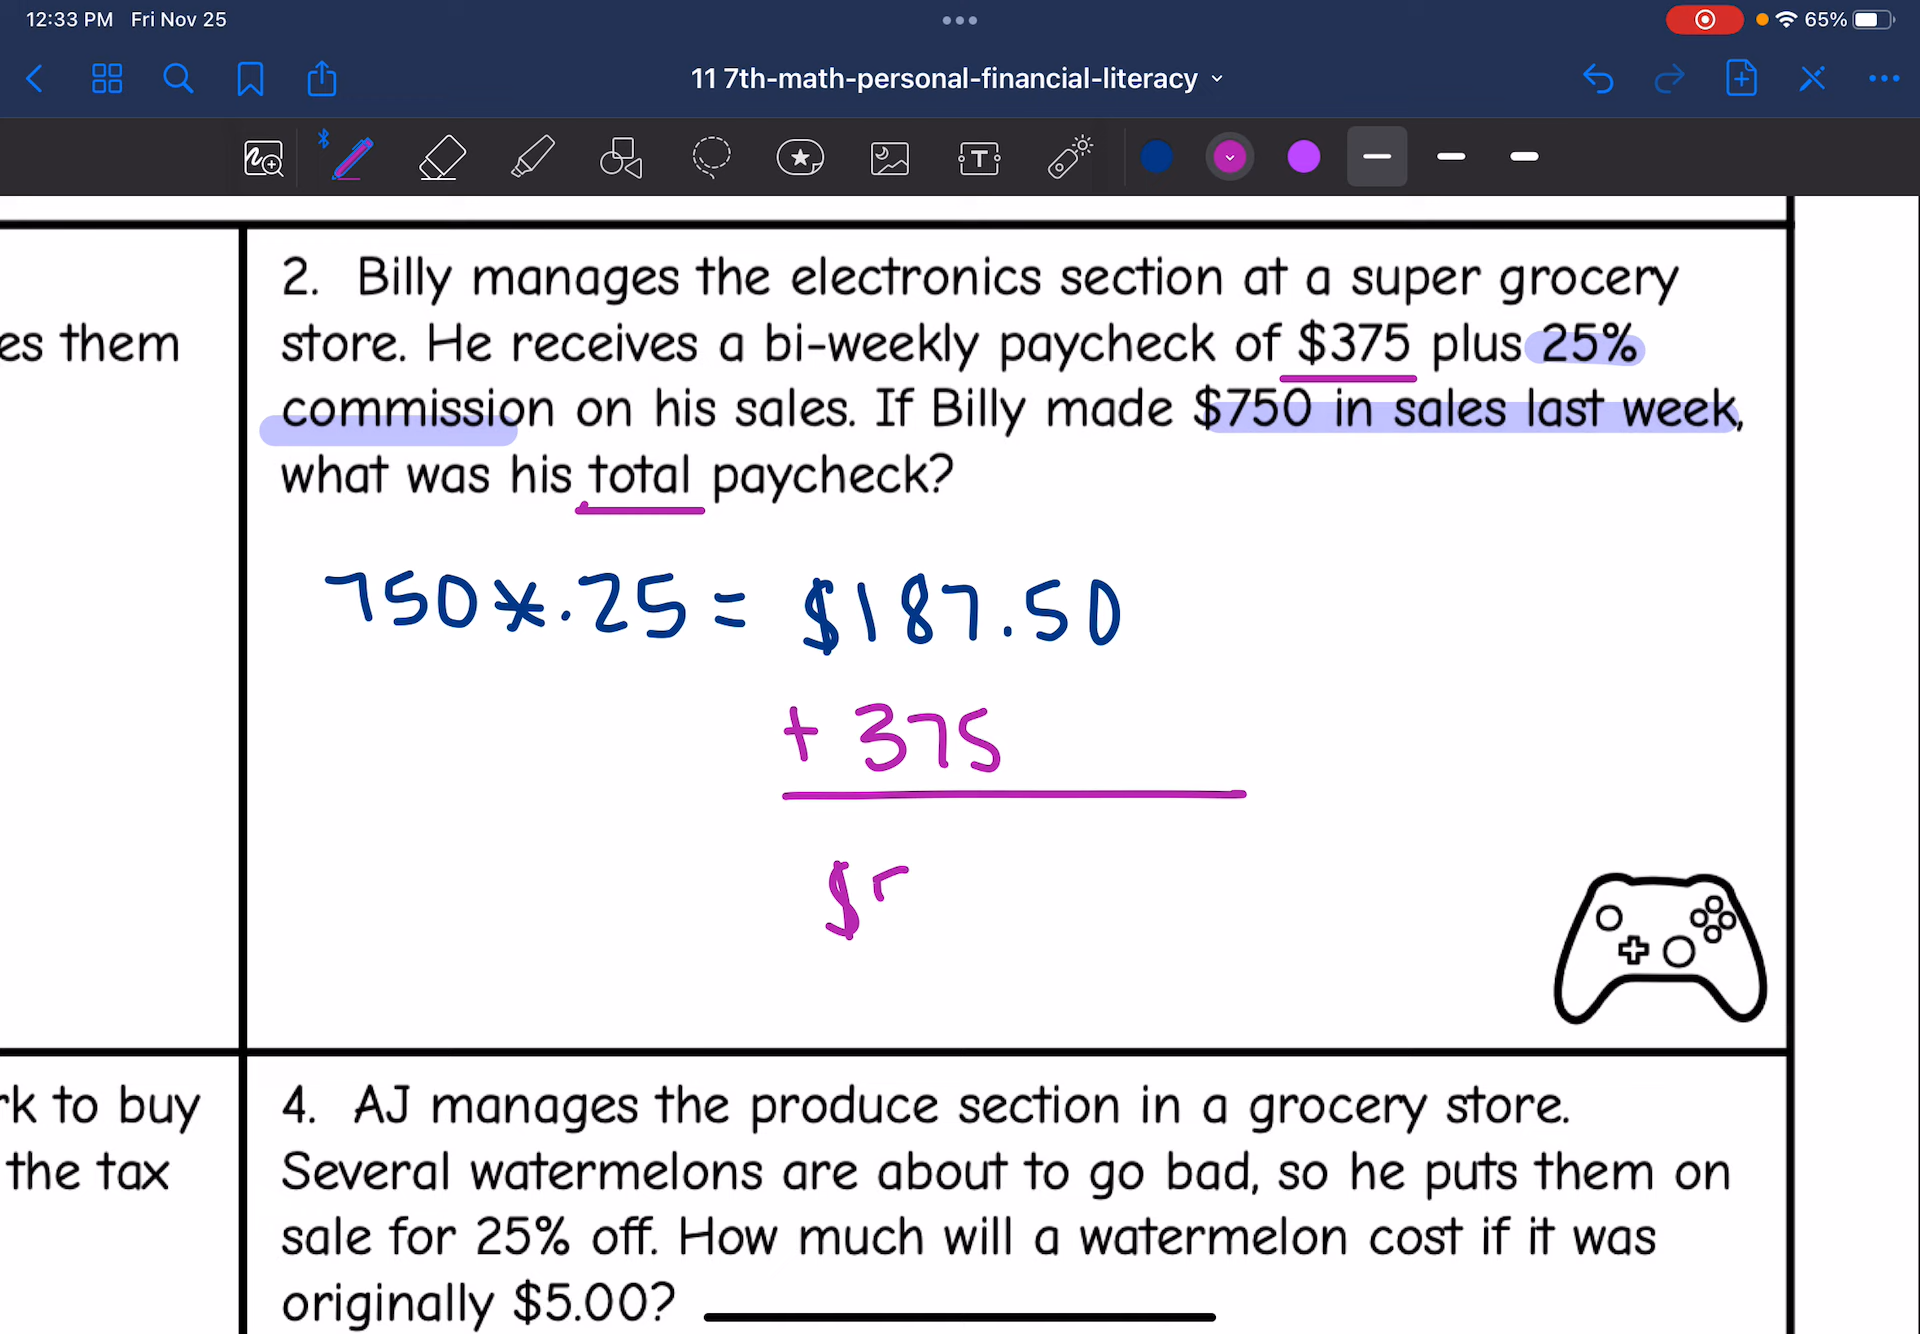 12:33 PM Fri Nov 25
65%
11 7th-math-personal-financial-literacy
T
es them
2. Billy manages the electronics section at a super grocery
store. He receives a bi-weekly paycheck of $375 plus 25%
commission on his sales. If Billy made $750 in sales last week,
what was his total paycheck?
750*.25= $187.50
+ 375
$
rk to buy
the tax
4. AJ manages the produce section in a grocery store.
Several watermelons are about to go bad, so he puts them on
sale for 25% off. How much will a watermelon cost if it was
originally $5.00?